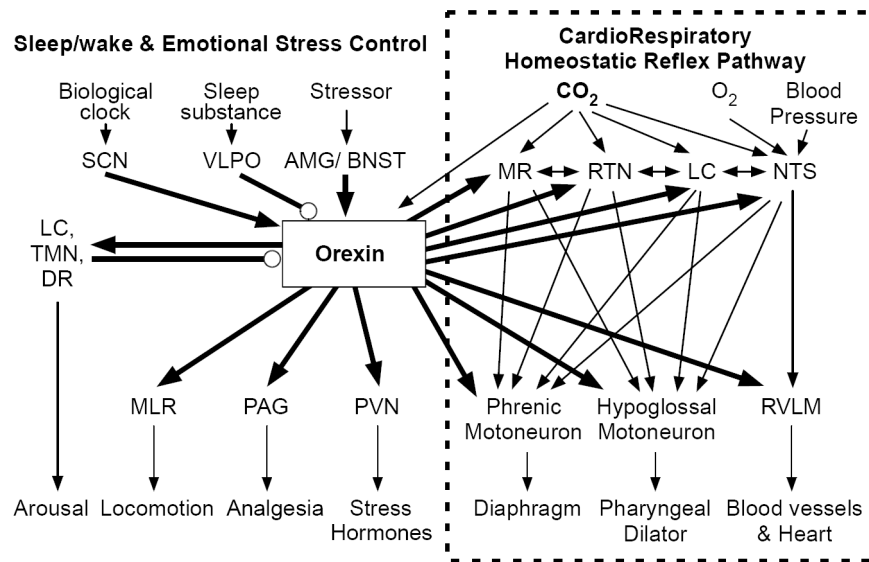 Sleep/wake & Emotional Stress Control
CardioRespiratory
Homeostatic Reflex Pathway
Biological
clock
Sleep
substance
Stressor
CO₂
O₂
Blood
Pressure
SCN
VLPO
AMG/ BNST
MR
RTN
LC
NTS
LC,
TMN,
DR
Orexin
MLR
PAG
PVN
Phrenic
Motoneuron
Hypoglossal
Motoneuron
RVLM
Arousal
Locomotion
Analgesia
Stress
Hormones
Diaphragm
Pharyngeal
Dilator
Blood vessels
& Heart